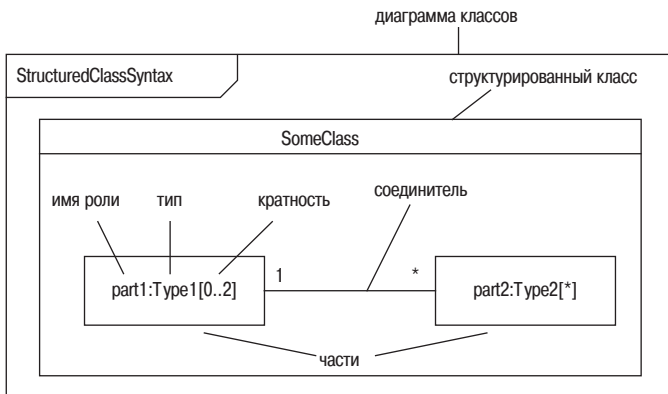 диаграмма классов
StructuredClassSyntax
структурированный класс
SomeClass
имя роли тип кратность соединитель
part1:Type1[0..2] 1 * part2:Type2[*]
части